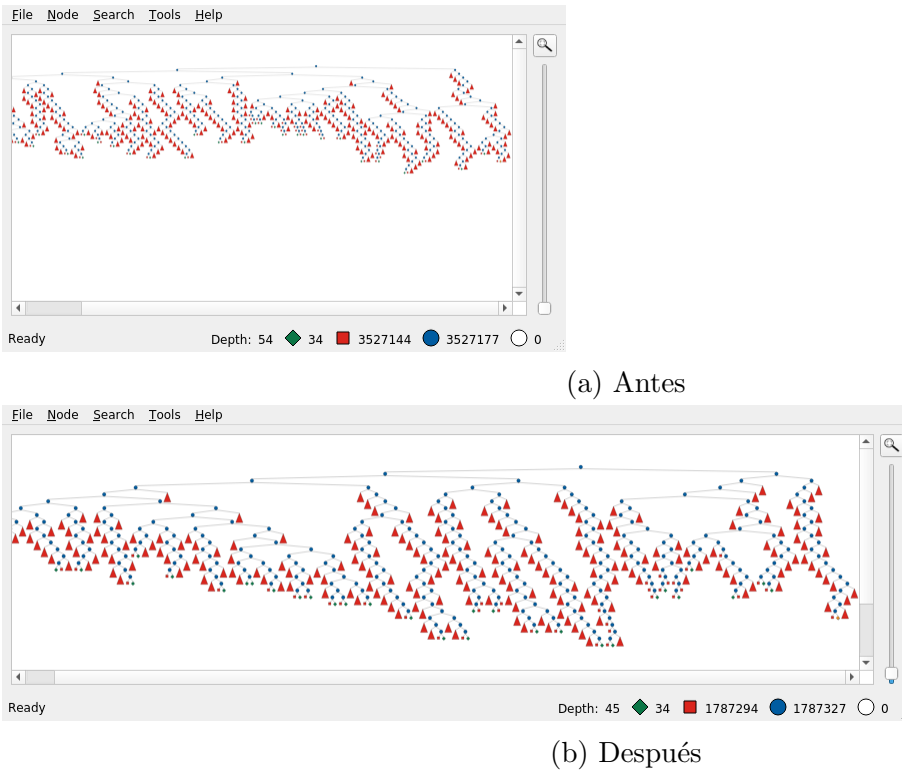 File Node Search Tools Help
Ready Depth: 54 34 3527144 3527177 0
(a) Antes
File Node Search Tools Help
Ready Depth: 45 34 1787294 1787327 0
(b) Después